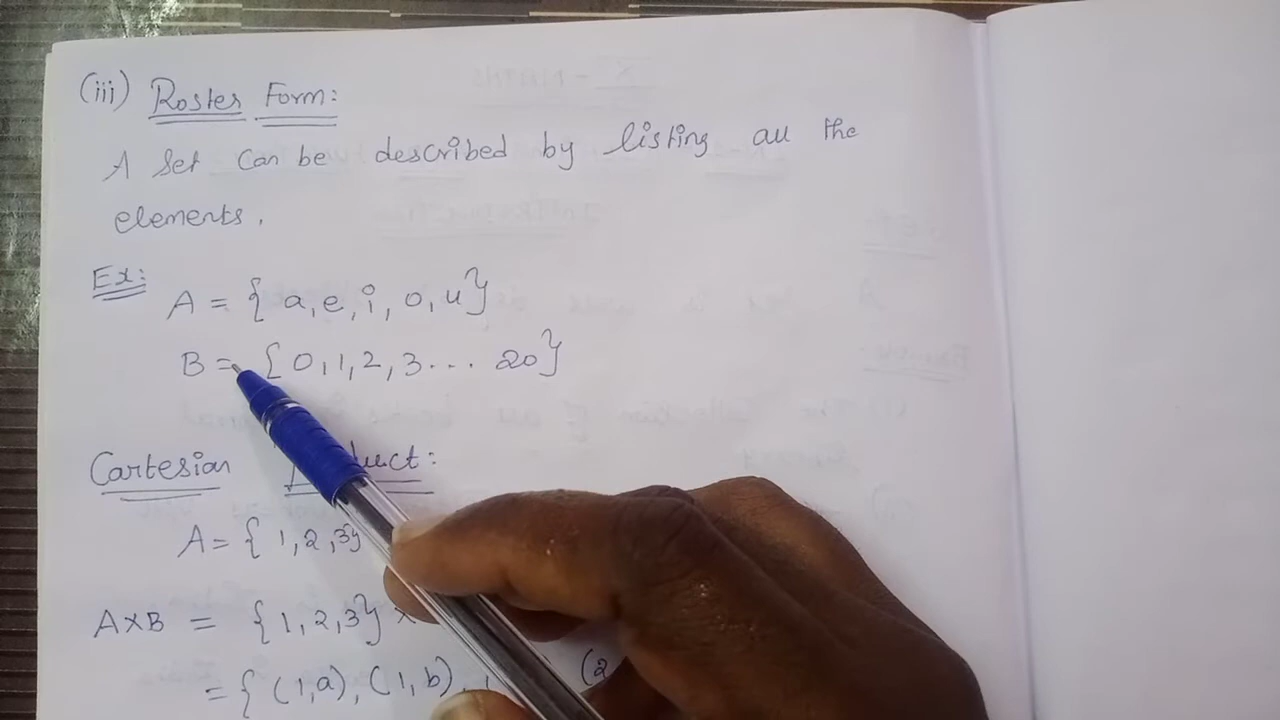 (iii) Roster Form:
A Set Can be described by listing all the
elements.
Ex: A = { a, e, i, o, u }
B = { 0, 1, 2, 3 ... 20 }
Cartesian
A = { 1, 2, 3 }
A×B = { 1, 2, 3 } ×
= { (1, a), (1, b), (2